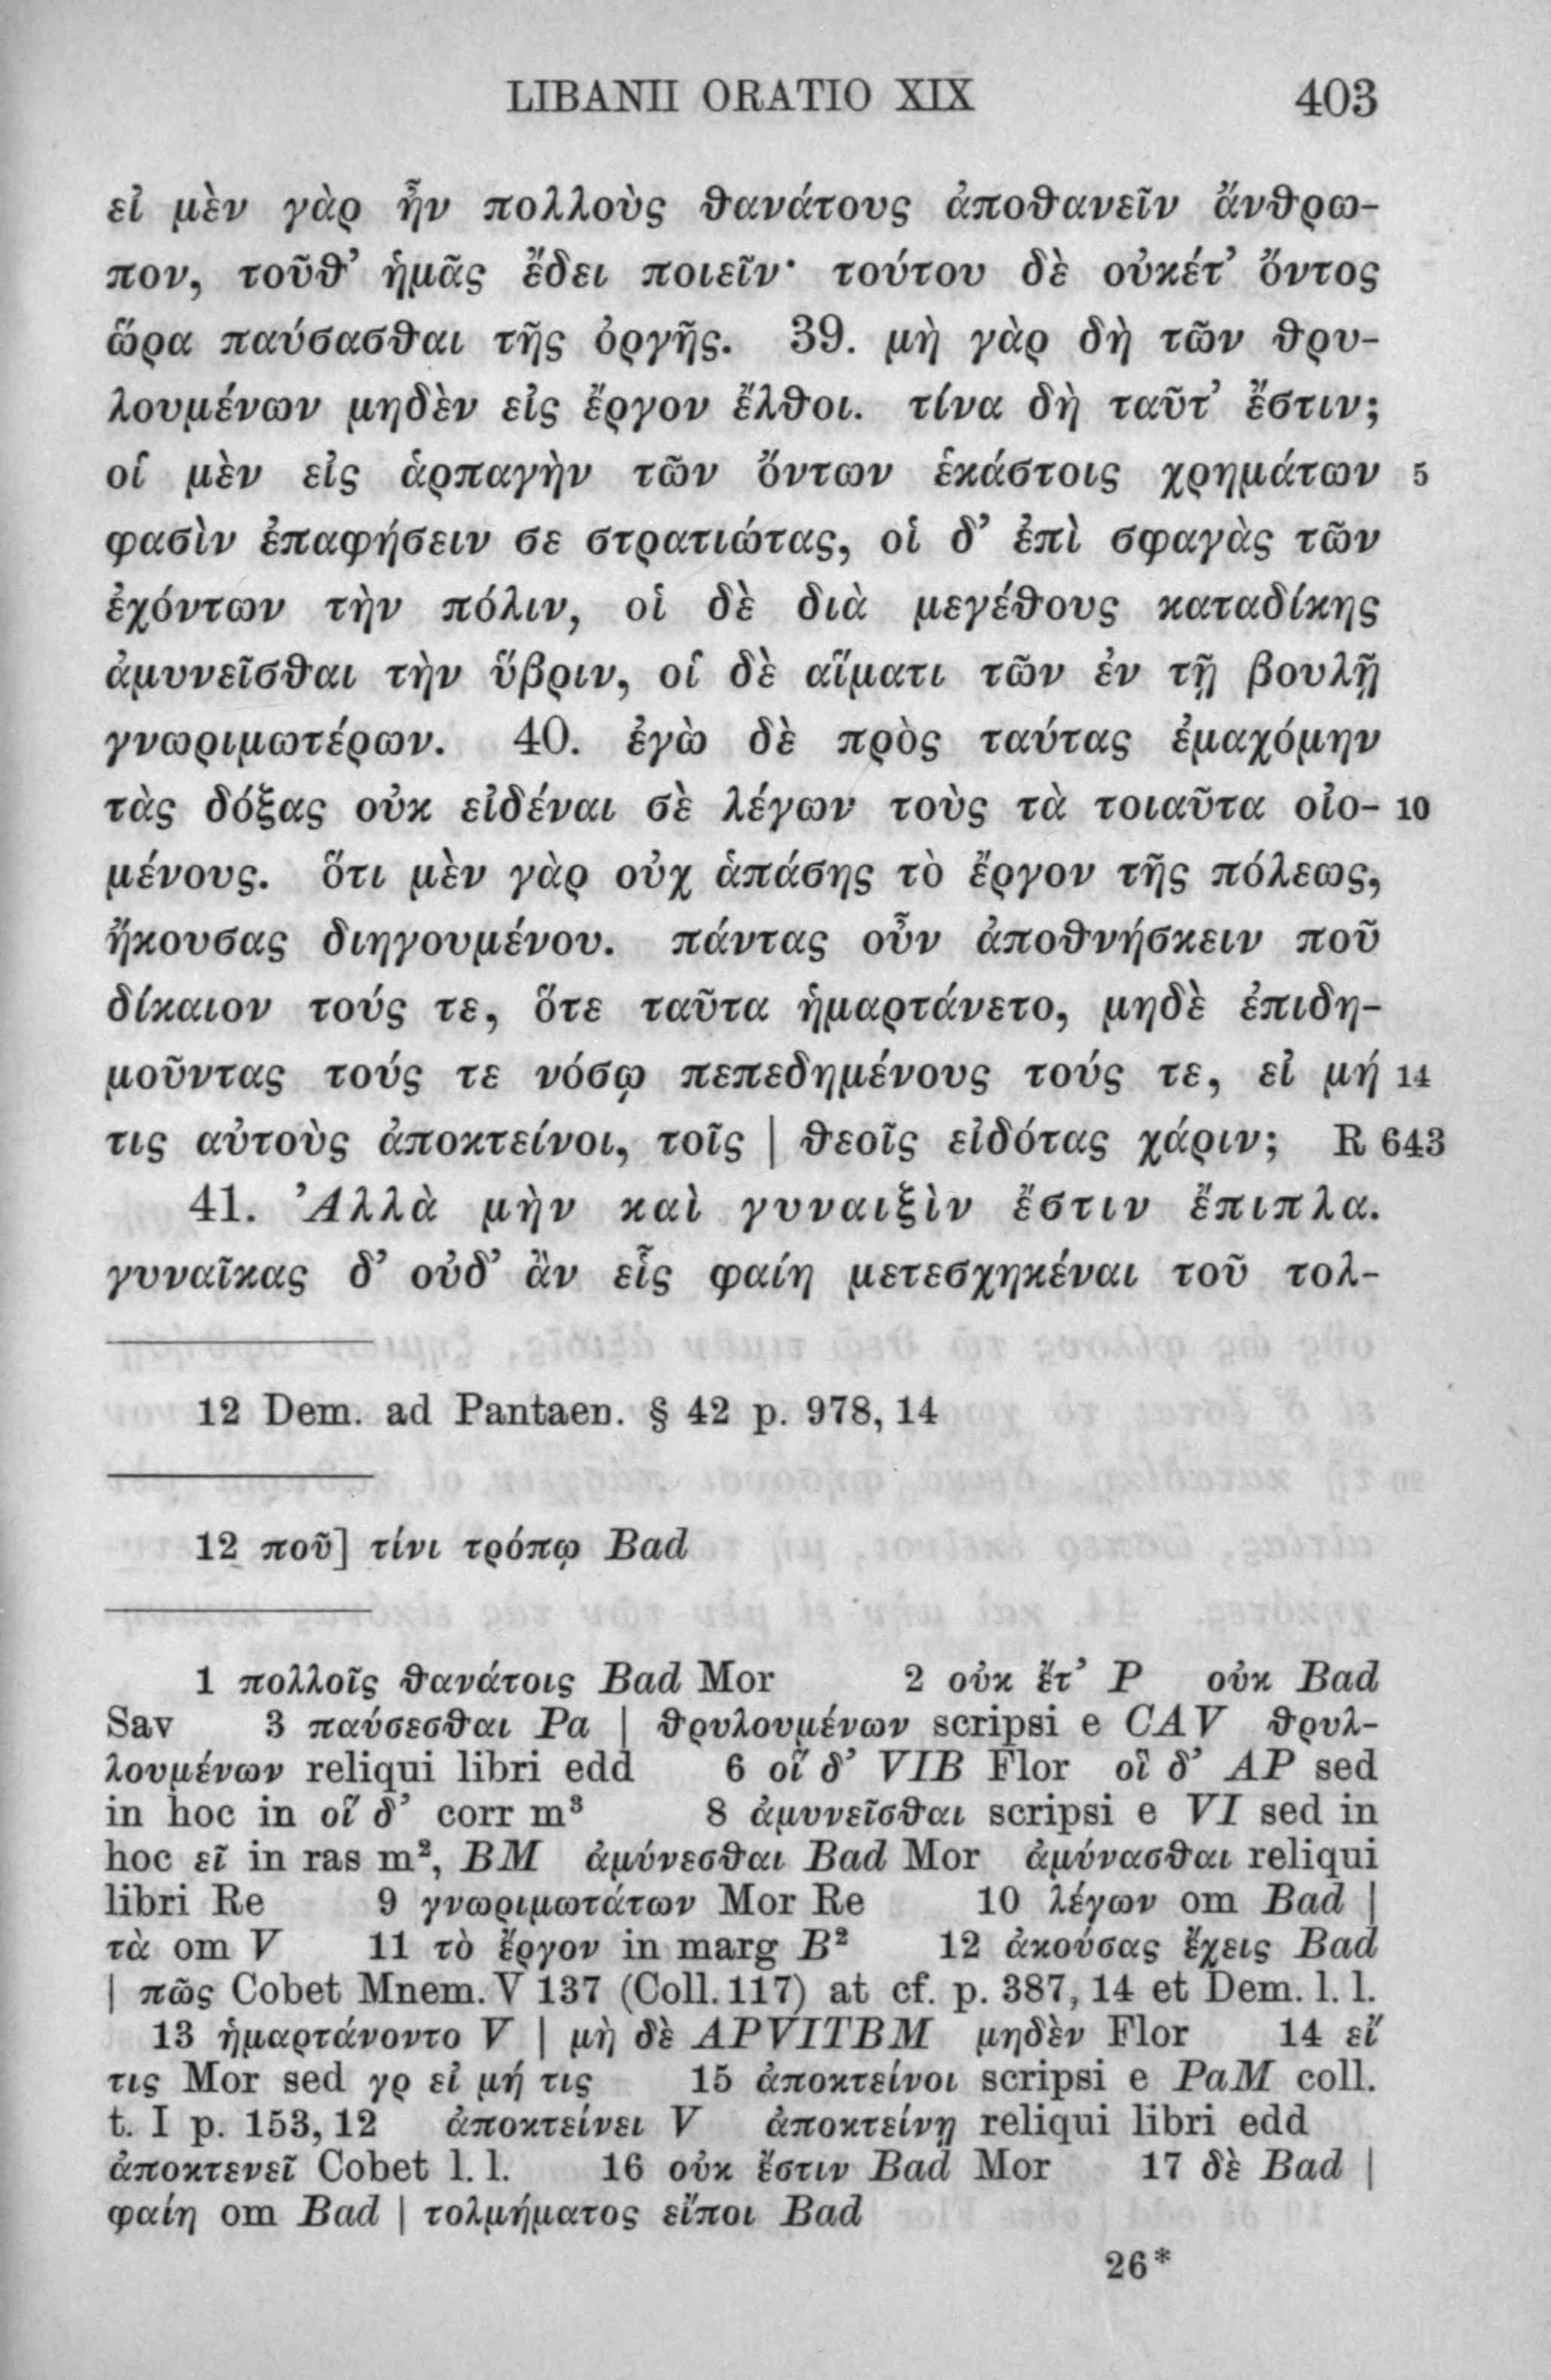 LIBANII ORATIO XIX 403
εἰ μὲν γὰρ ἦν πολλοὺς θανάτους ἀποθανεῖν ἄνθρω-
πον, τοῦθ’ ἡμᾶς ἔδει ποιεῖν· τούτου δὲ οὐκέτ’ ὄντος
ὥρα παύσασθαι τῆς ὀργῆς. 39. μὴ γὰρ δὴ τῶν θρυ-
λουμένων μηδὲν εἰς ἔργον ἔλθοι. τίνα δὴ ταῦτ’ ἔστιν;
οἱ μὲν εἰς ἁρπαγὴν τῶν ὄντων ἑκάστοις χρημάτων 5
φασὶν ἐπαφήσειν σε στρατιώτας, οἱ δ’ ἐπὶ σφαγὰς τῶν
ἐχόντων τὴν πόλιν, οἱ δὲ διὰ μεγέθους καταδίκης
ἀμυνεῖσθαι τὴν ὕβριν, οἱ δὲ αἵματι τῶν ἐν τῇ βουλῇ
γνωριμωτέρων. 40. ἐγὼ δὲ πρὸς ταύτας ἐμαχόμην
τὰς δόξας οὐκ εἰδέναι σὲ λέγων τοὺς τὰ τοιαῦτα οἰο- 10
μένους. ὅτι μὲν γὰρ οὐχ ἁπάσης τὸ ἔργον τῆς πόλεως,
ἤκουσας διηγουμένου. πάντας οὖν ἀποθνήσκειν ποῦ
δίκαιον τούς τε, ὅτε ταῦτα ἡμαρτάνετο, μηδὲ ἐπιδη-
μοῦντας τούς τε νόσῳ πεπεδημένους τούς τε, εἰ μή 14
τις αὐτοὺς ἀποκτείνοι, τοῖς | θεοῖς εἰδότας χάριν; R 643
41. Ἀλλὰ μὴν καὶ γυναιξὶν ἔστιν ἔπιπλα.
γυναῖκας δ’ οὐδ’ ἂν εἷς φαίη μετεσχηκέναι τοῦ τολ-
12 Dem. ad Pantaen. § 42 p. 978, 14
12 ποῦ] τίνι τρόπῳ Bad
1 πολλοῖς θανάτοις Bad Mor 2 οὐκ ἔτ’ P οὐκ Bad
Sav 3 παύσεσθαι Pa | θρυλουμένων scripsi e CAV θρυλ-
λουμένων reliqui libri edd 6 οἵ δ’ VIB Flor οἳ δ’ AP sed
in hoc in οἵ δ’ corr m³ 8 ἀμυνεῖσθαι scripsi e VI sed in
hoc εῖ in ras m², BM ἀμύνεσθαι Bad Mor ἀμύνασθαι reliqui
libri Re 9 γνωριμωτάτων Mor Re 10 λέγων om Bad |
τὰ om V 11 τὸ ἔργον in marg B² 12 ἀκούσας ἔχεις Bad
| πῶς Cobet Mnem. V 137 (Coll. 117) at cf. p. 387, 14 et Dem. l. l.
13 ἡμαρτάνοντο V | μὴ δὲ APVITBM μηδὲν Flor 14 εἴ
τις Mor sed γρ εἰ μή τις 15 ἀποκτείνοι scripsi e PaM coll.
t. I p. 153, 12 ἀποκτείνει V ἀποκτείνῃ reliqui libri edd
ἀποκτενεῖ Cobet l. l. 16 οὐκ ἔστιν Bad Mor 17 δὲ Bad |
φαίη om Bad | τολμήματος εἴποι Bad
26*